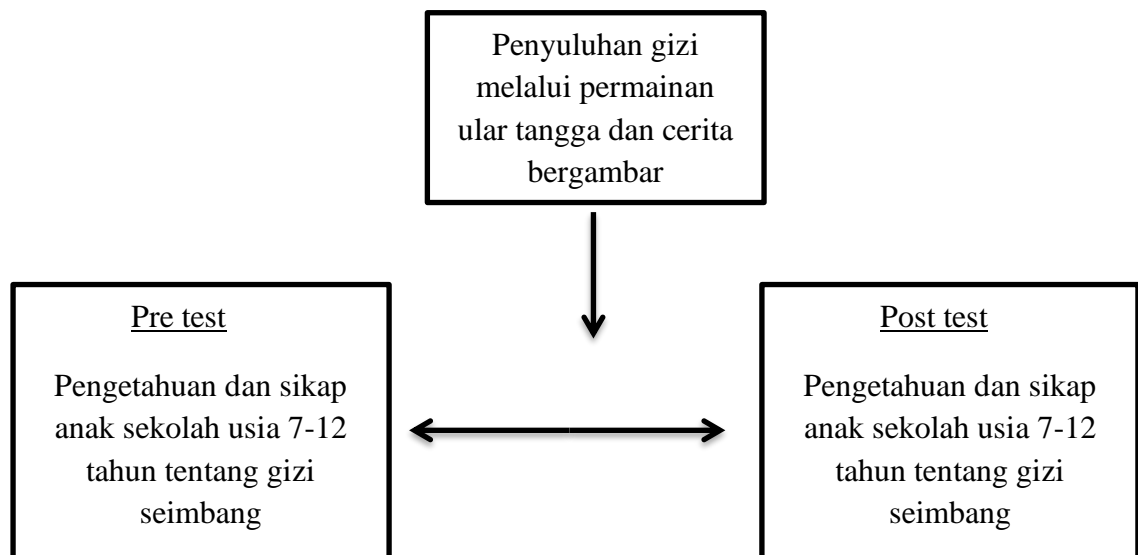 Penyuluhan gizi
melalui permainan
ular tangga dan cerita
bergambar
Pre test
Pengetahuan dan sikap
anak sekolah usia 7-12
tahun tentang gizi
seimbang
Post test
Pengetahuan dan sikap
anak sekolah usia 7-12
tahun tentang gizi
seimbang